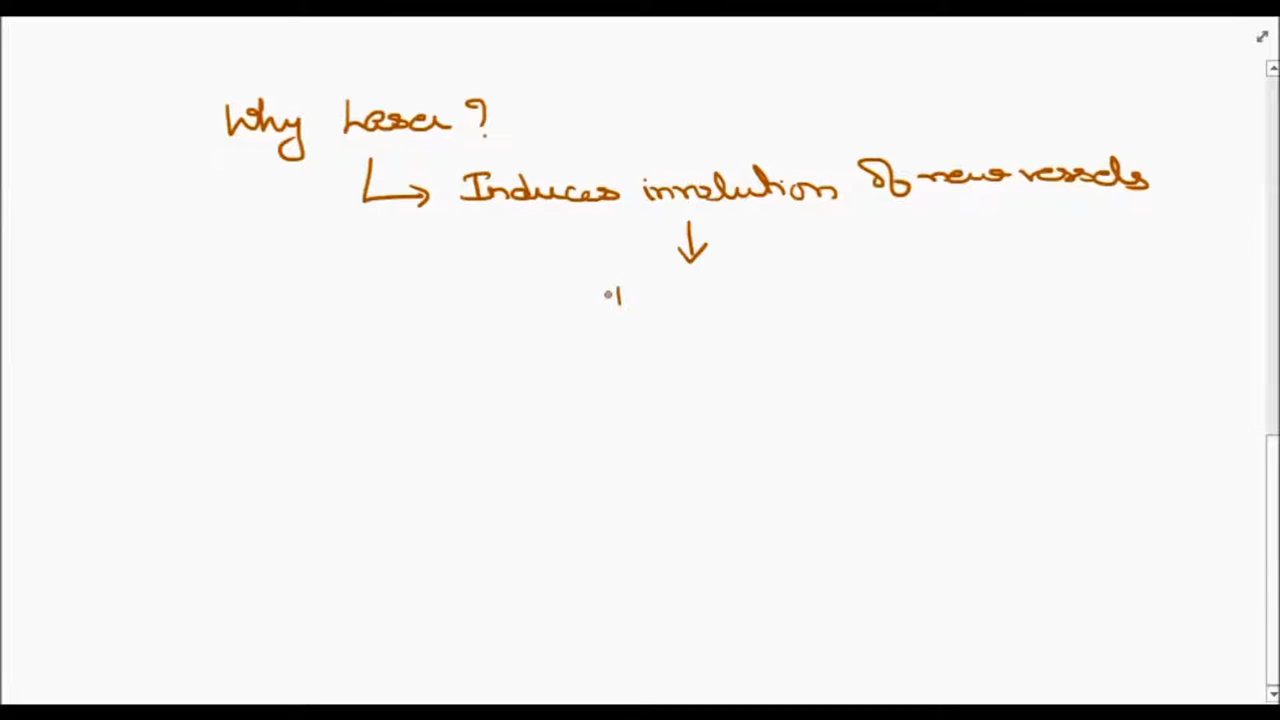 Why Laser ?
↳ Induces involution of new vessels
↓